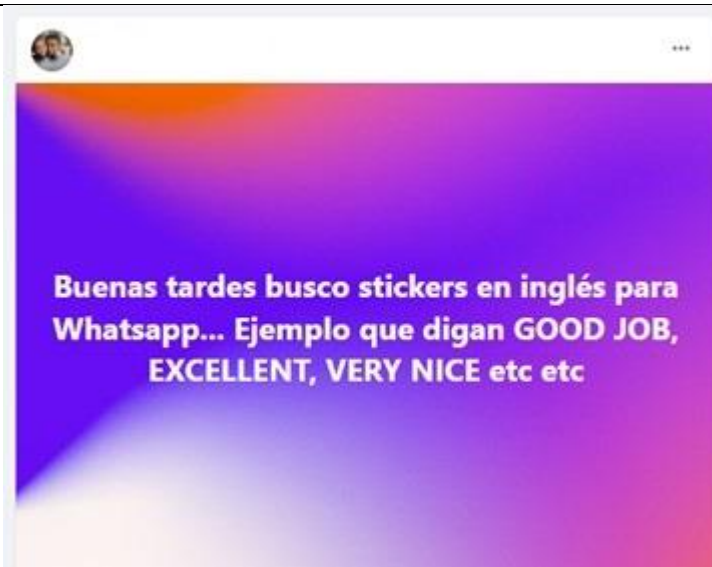 Buenas tardes busco stickers en inglés para
Whatsapp... Ejemplo que digan GOOD JOB,
EXCELLENT, VERY NICE etc etc